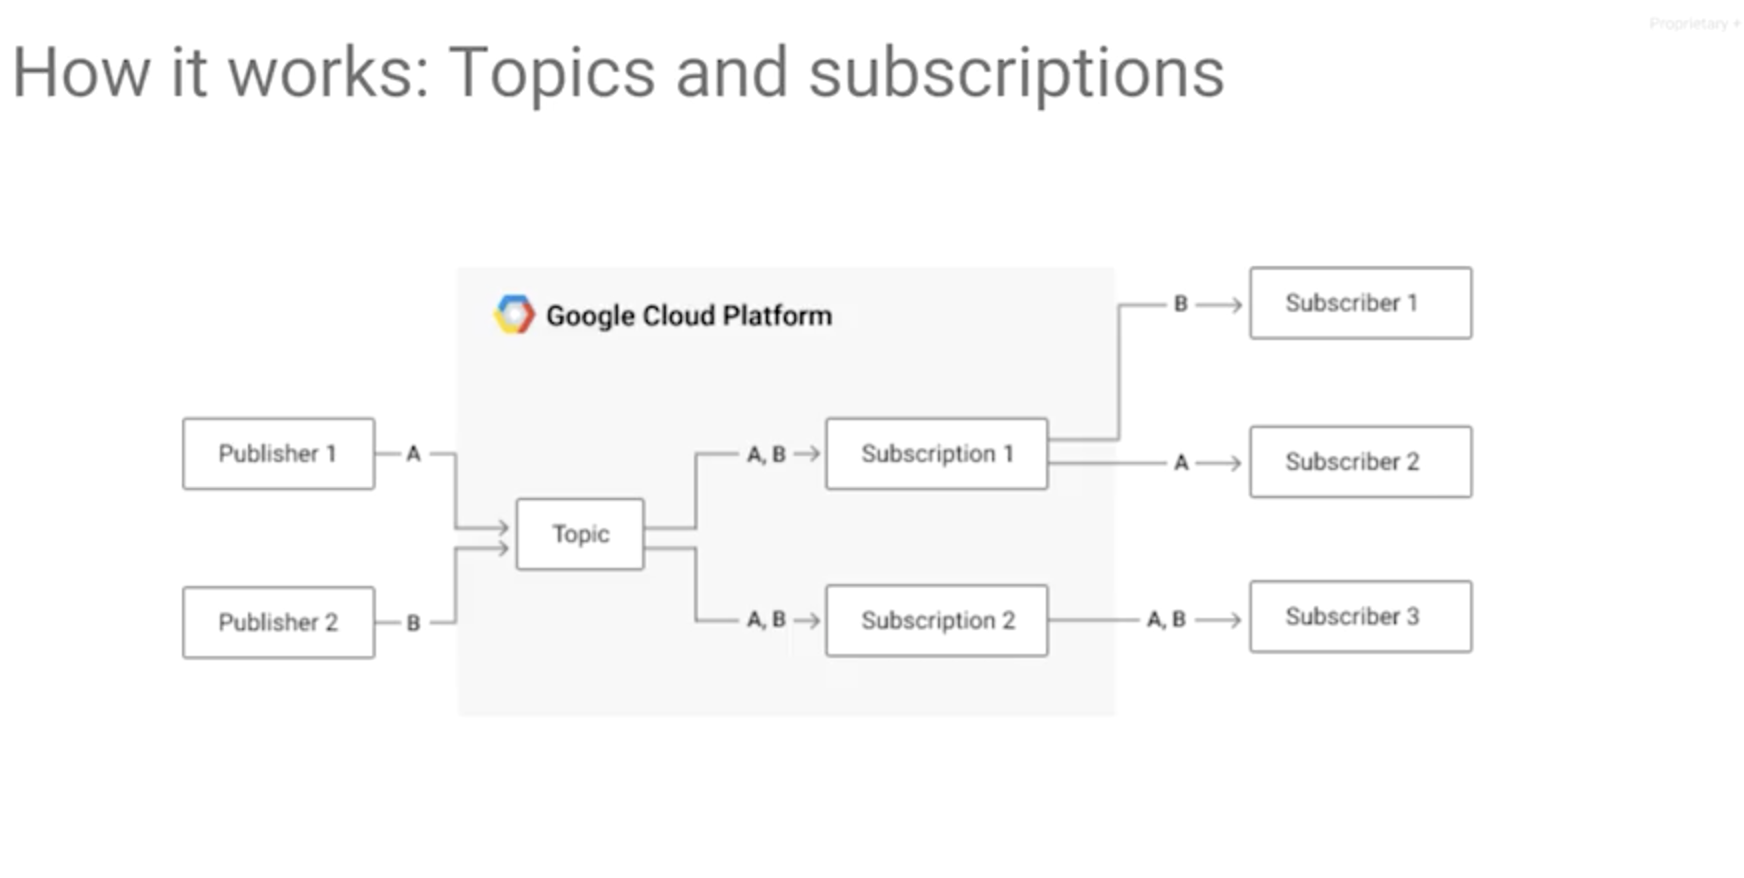 Proprietary +
How it works: Topics and subscriptions
Google Cloud Platform
B
Subscriber 1
Publisher 1
A
A, B
Subscription 1
A
Subscriber 2
Topic
Publisher 2
B
A, B
Subscription 2
A, B
Subscriber 3